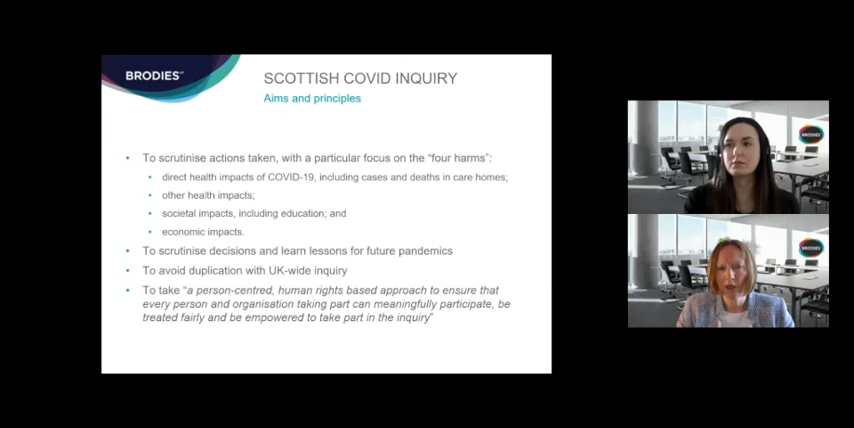 BRODIES LLP
SCOTTISH COVID INQUIRY
Aims and principles
• To scrutinise actions taken, with a particular focus on the “four harms”:
• direct health impacts of COVID-19, including cases and deaths in care homes;
• other health impacts;
• societal impacts, including education; and
• economic impacts.
• To scrutinise decisions and learn lessons for future pandemics
• To avoid duplication with UK-wide inquiry
• To take “a person-centred, human rights based approach to ensure that
every person and organisation taking part can meaningfully participate, be
treated fairly and be empowered to take part in the inquiry”
BRODIES
BRODIES